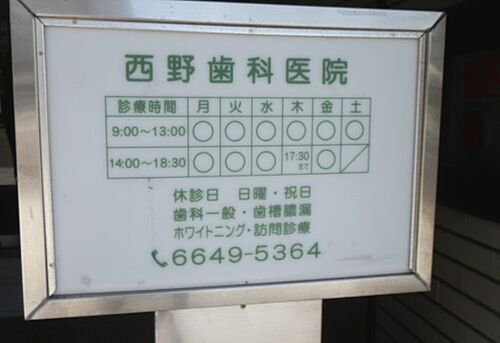 西野歯科医院
診療時間 月 火 水 木 金 土
9:00～13:00 ○ ○ ○ ○ ○ ○
14:00～18:30 ○ ○ ○ 17:30まで ○ ／
休診日 日曜・祝日
歯科一般・歯槽膿漏
ホワイトニング・訪問診療
6649-5364